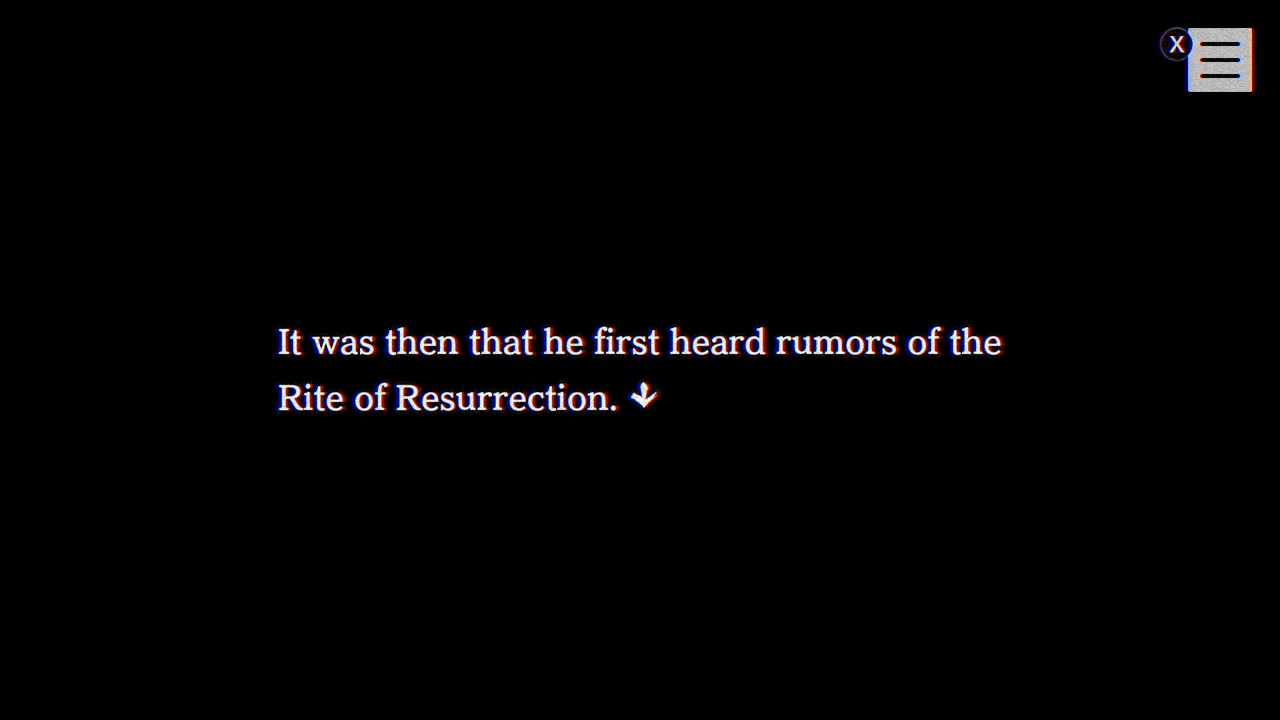 X
It was then that he first heard rumors of the
Rite of Resurrection.